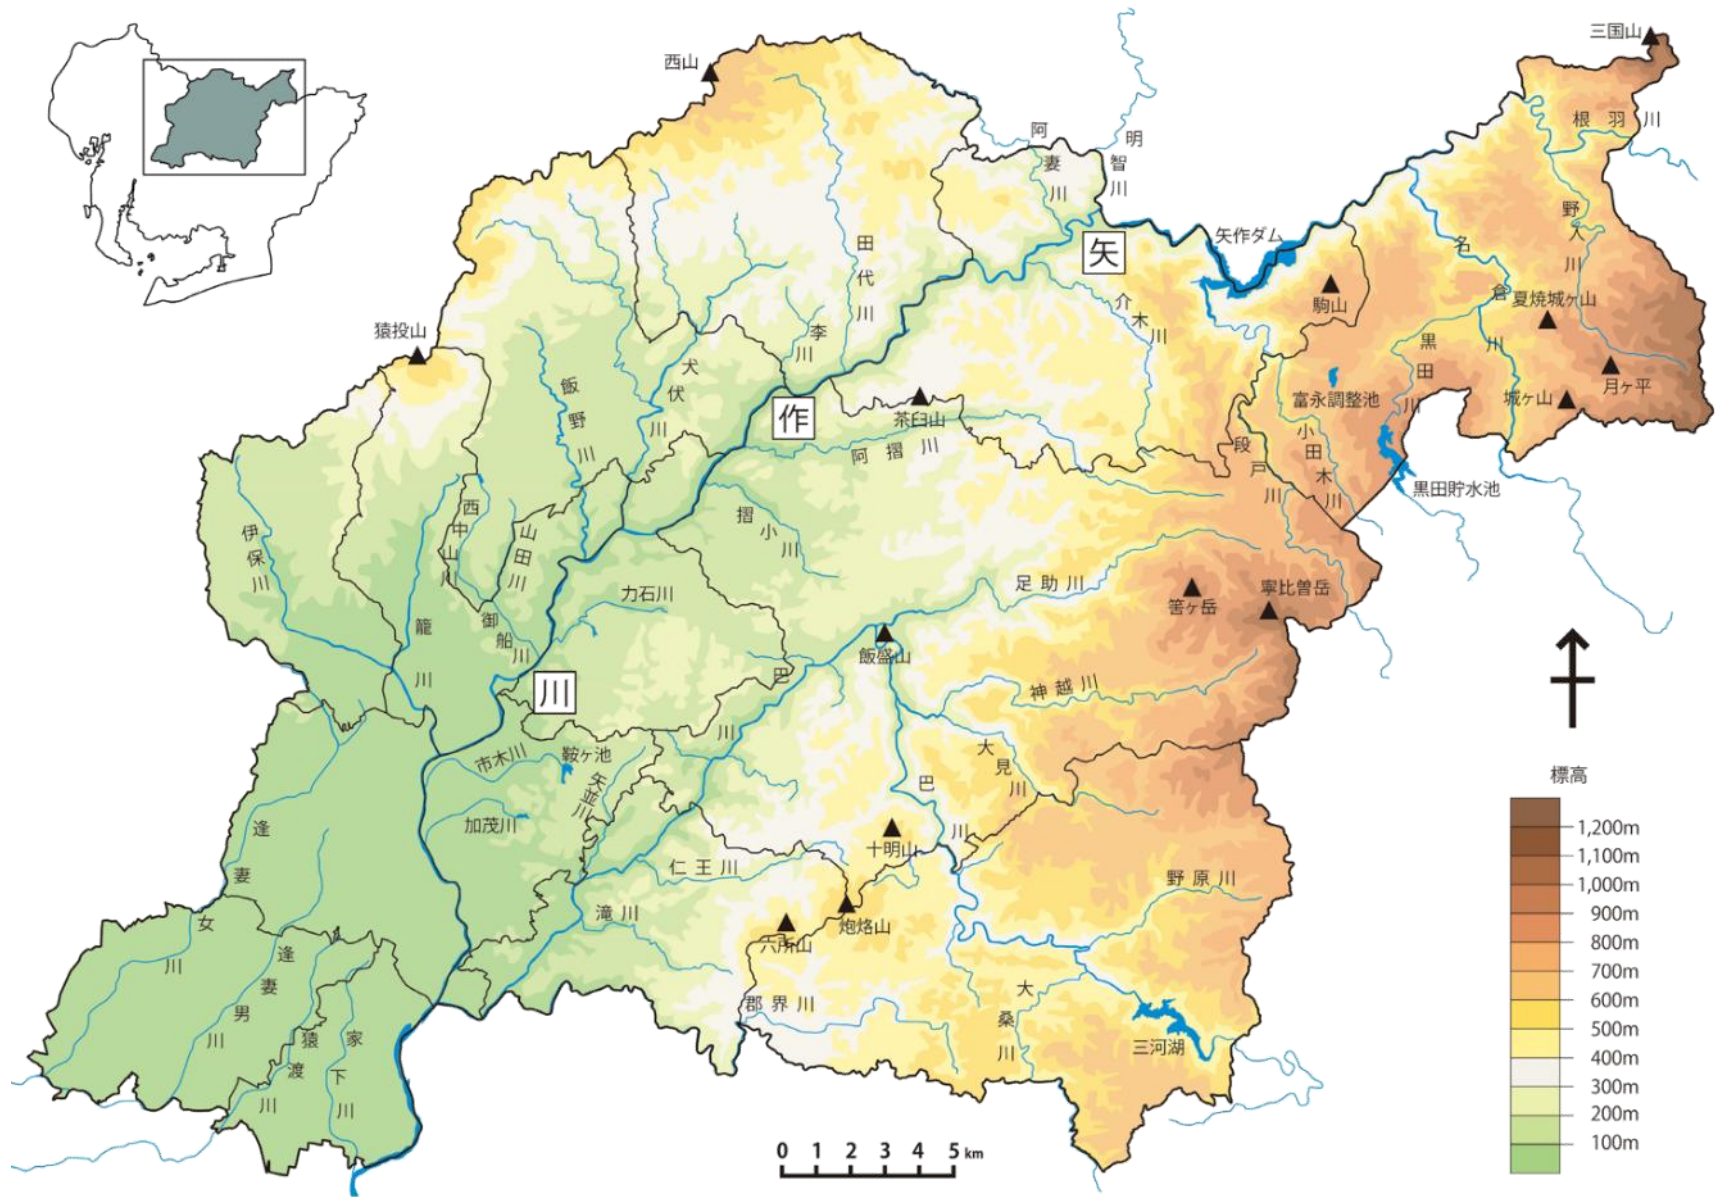 三国山
西山
阿妻川
明智川
根羽川
野入川
矢作川
矢作ダム
田代川
名倉川
夏焼城ヶ山
駒山
介木川
李川
猿投山
犬伏川
飯野川
黒田川
月ヶ平
城ヶ山
富永調整池
茶臼山
阿摺川
段戸川
小田木川
黒田貯水池
伊保川
西中山川
山田川
摺小川
足助川
筈ヶ岳
寧比曽岳
力石川
御船川
籠川
飯盛山
巴川
神越川
大見川
市木川
鞍ヶ池
矢並川
加茂川
巴川
十明山
仁王川
野原川
滝川
炮烙山
六所山
逢妻女川
逢妻男川
猿渡川
家下川
郡界川
大桑川
三河湖
標高
1,200m
1,100m
1,000m
900m
800m
700m
600m
500m
400m
300m
200m
100m
0 1 2 3 4 5 km